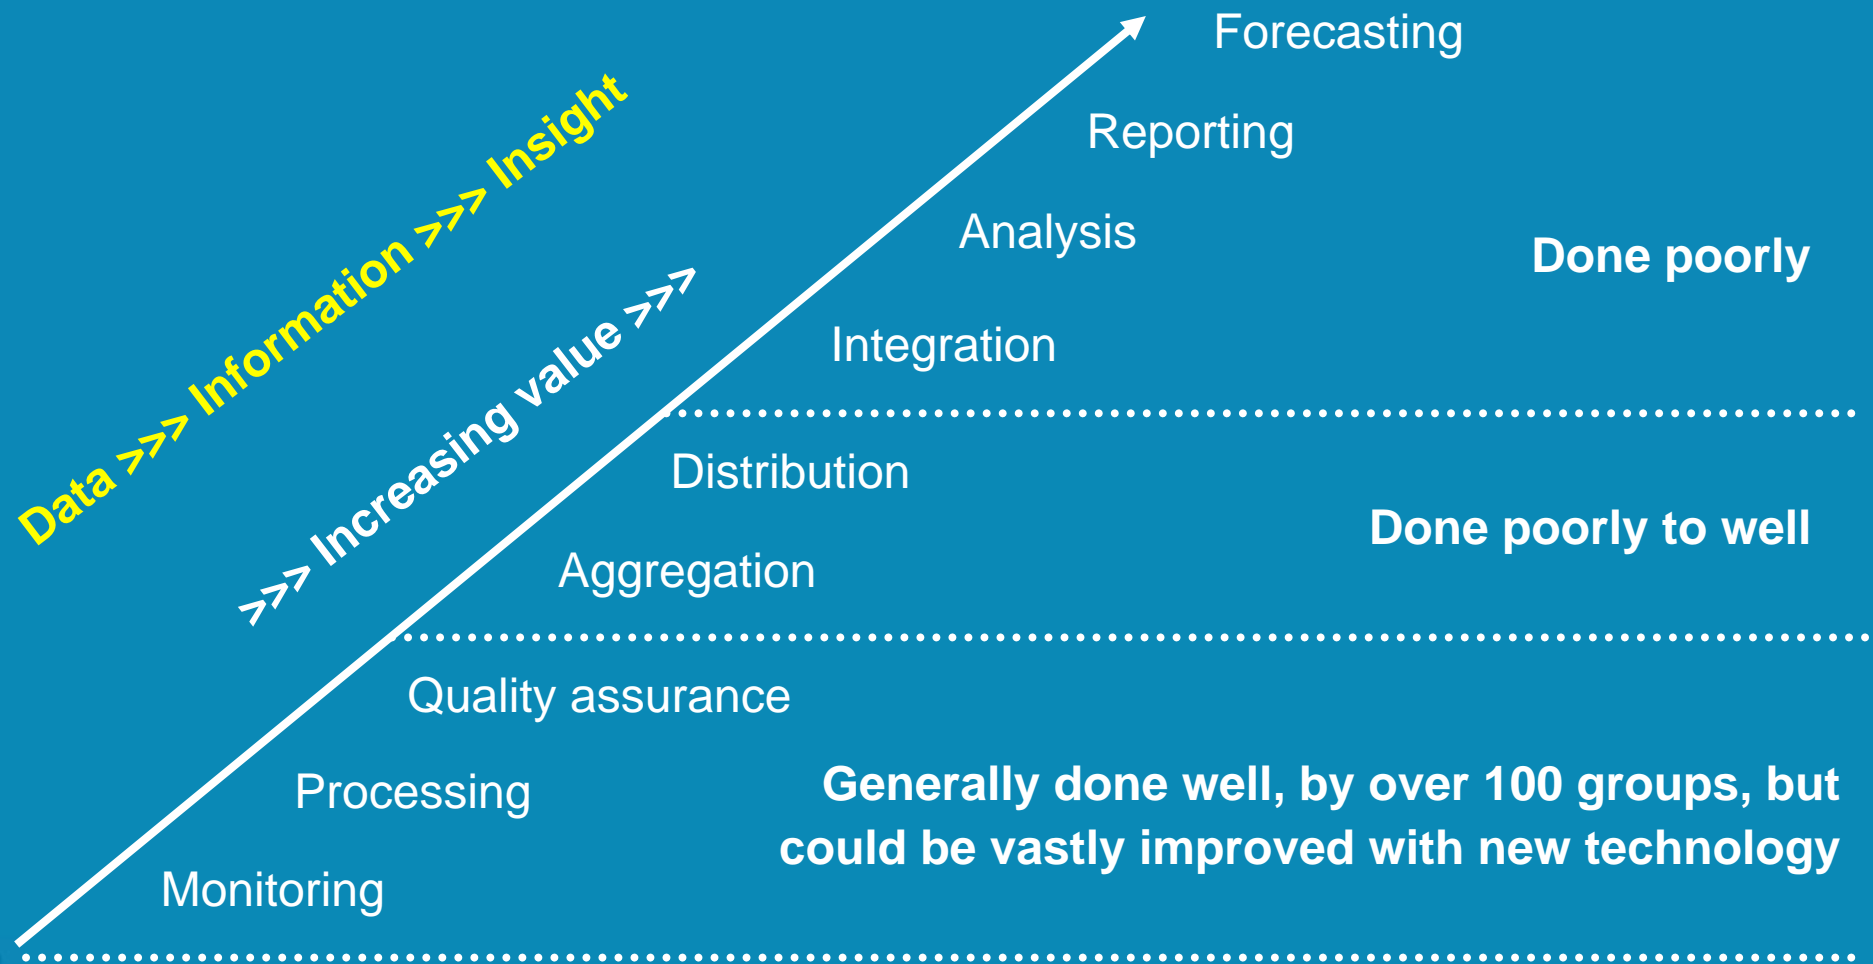 Forecasting
Reporting
Data >>> Information >>> Insight
Analysis
Done poorly
>>> Increasing value >>>
Integration
Distribution
Done poorly to well
Aggregation
Quality assurance
Processing
Generally done well, by over 100 groups, but
could be vastly improved with new technology
Monitoring